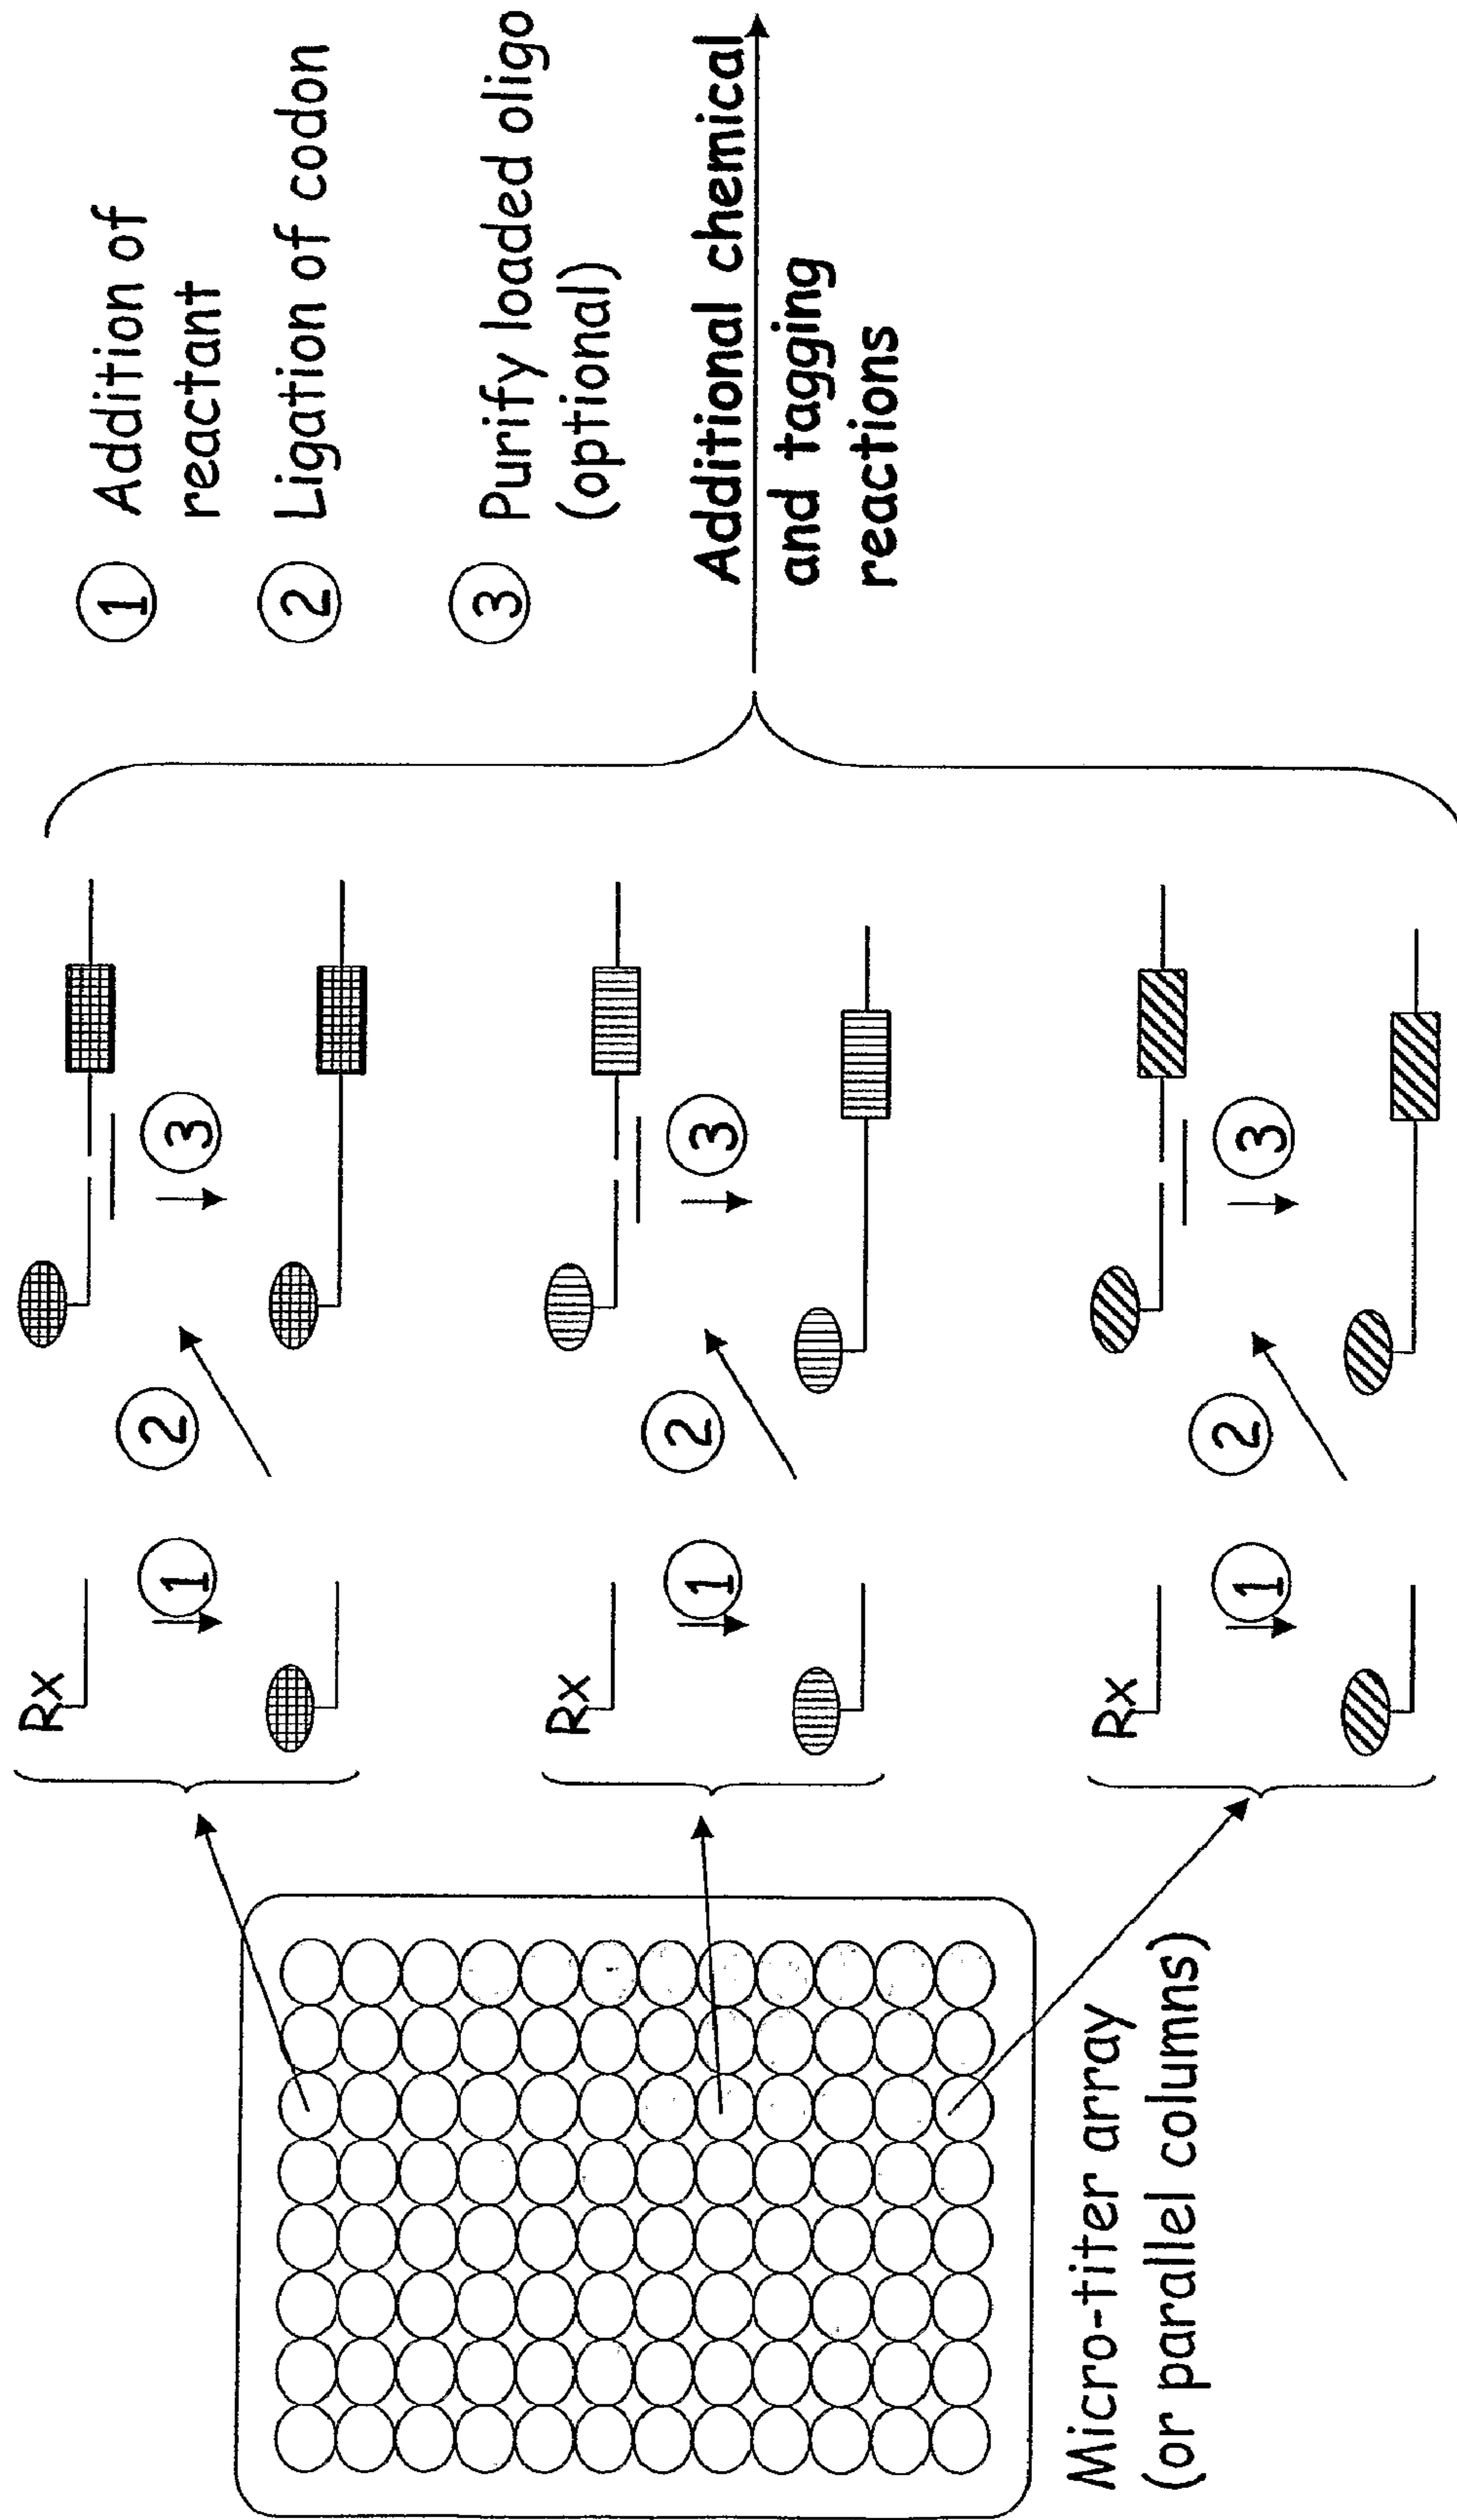 Rx
1
2
3
Rx
1
2
3
Rx
1
2
3
Micro-titer array
(or parallel columns)
1 Addition of
reactant
2 Ligation of codon
3 Purify loaded oligo
(optional)
Additional chemical
and tagging
reactions